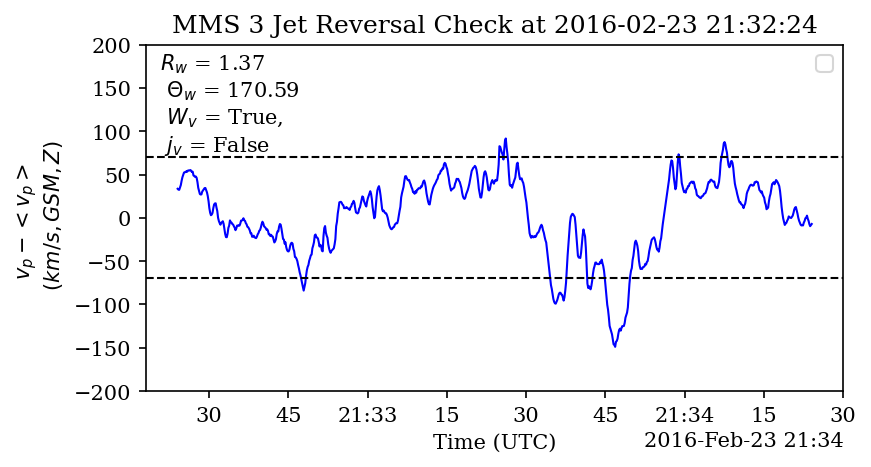 MMS 3 Jet Reversal Check at 2016-02-23 21:32:24
200
150
100
50
0
−50
−100
−150
−200
v_p − < v_p >
(km/s, GSM, Z)
R_w = 1.37
Θ_w = 170.59
W_v = True,
j_v = False
30 45 21:33 15 30 45 21:34 15 30
Time (UTC)
2016-Feb-23 21:34